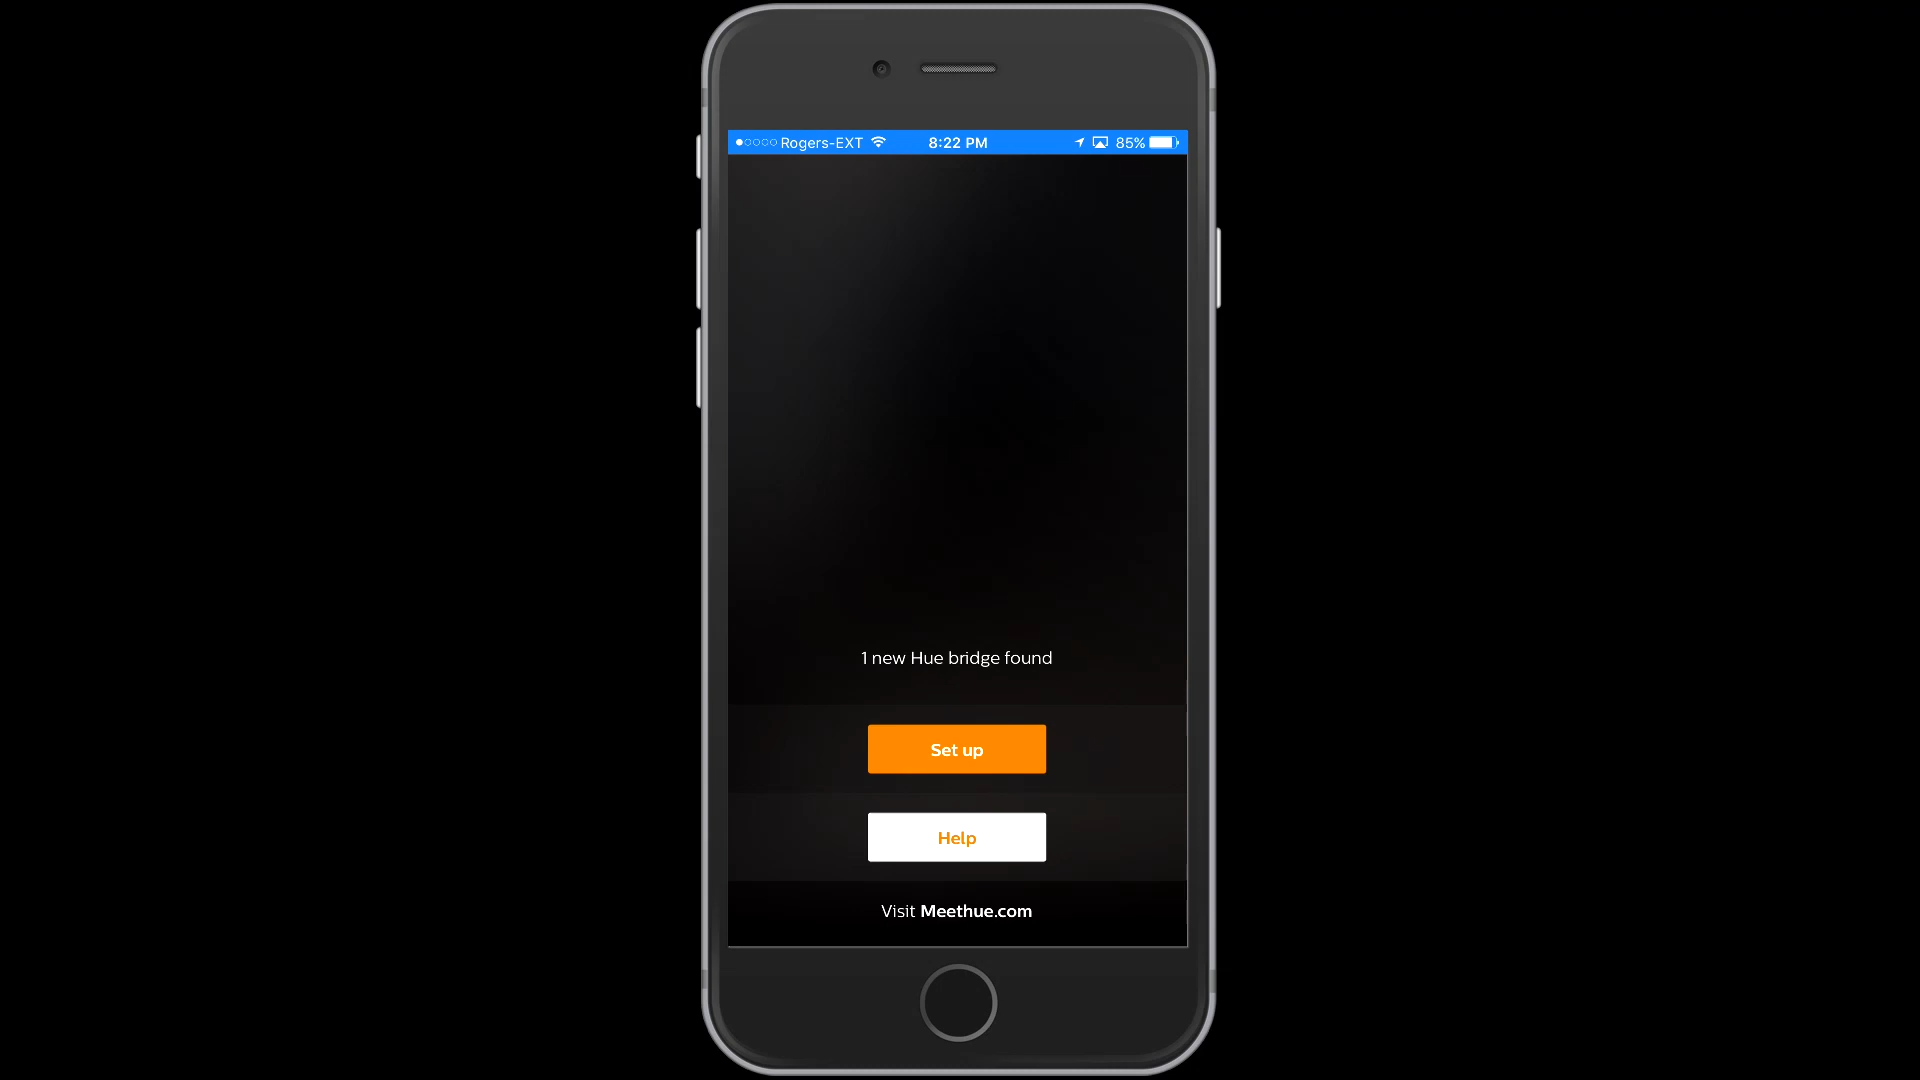 Rogers-EXT 8:22 PM 85%
1 new Hue bridge found
Set up
Help
Visit Meethue.com